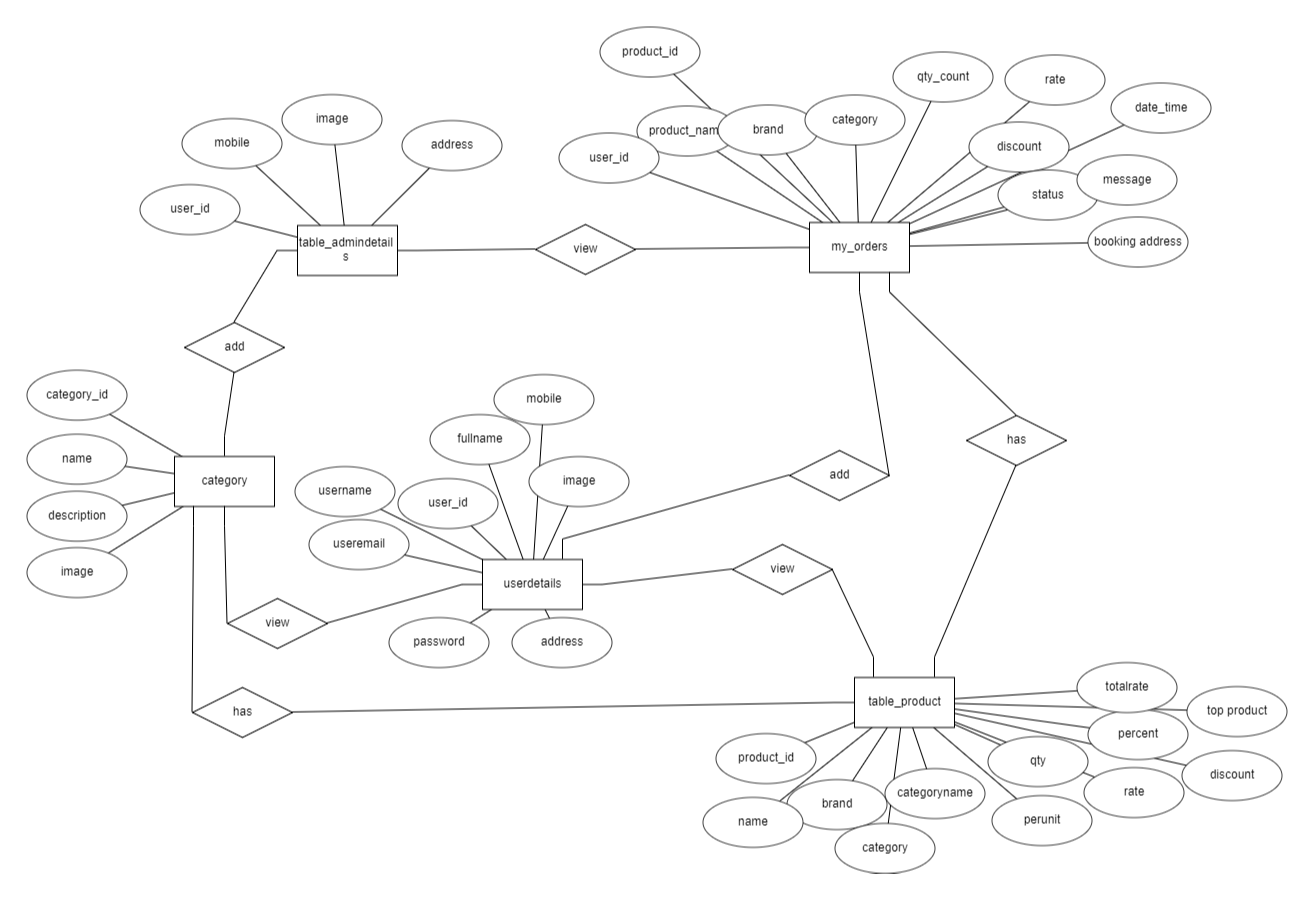 product_id
qty_count
rate
date_time
image
mobile
address
product_nam
brand
category
discount
user_id
message
status
user_id
booking address
table_admindetail
s
view
my_orders
add
category_id
mobile
fullname
has
name
category
username
user_id
image
add
description
useremail
image
userdetails
view
view
password
address
has
table_product
totalrate
top product
percent
product_id
qty
discount
name
brand
categoryname
rate
perunit
category